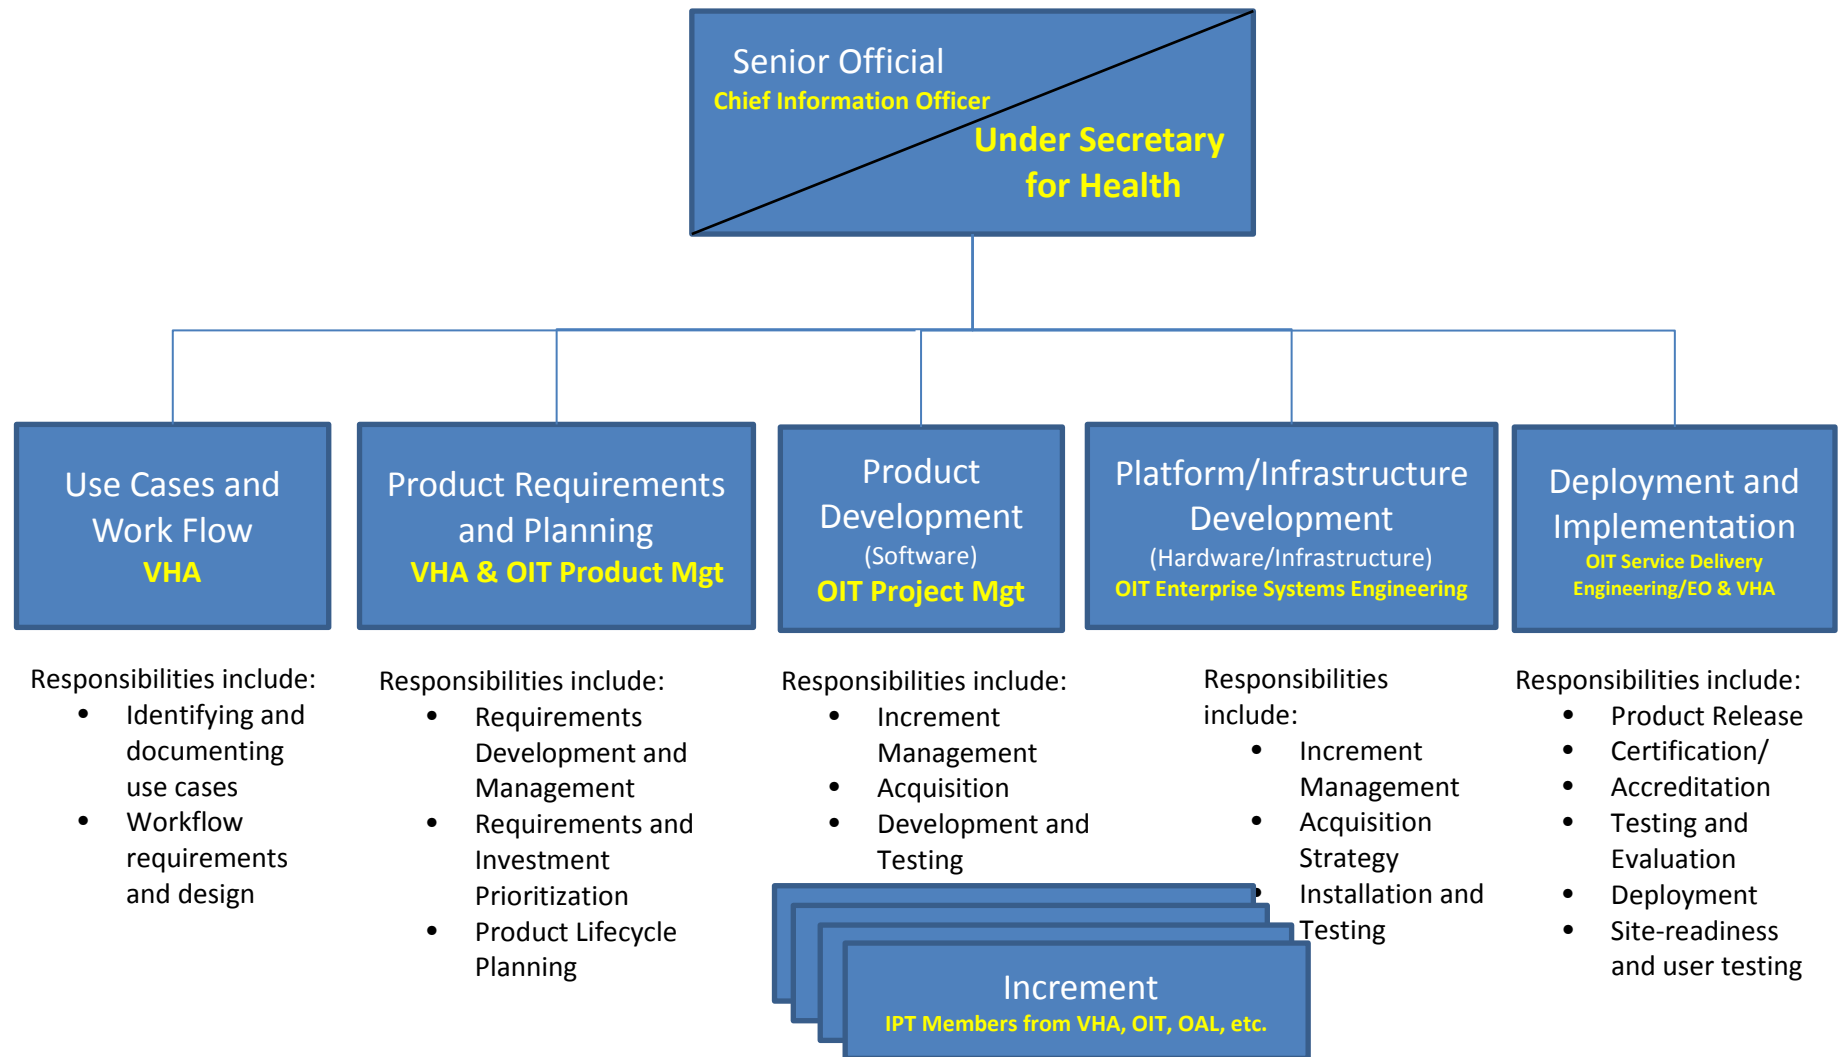 Senior Official
Chief Information Officer
Under Secretary
for Health
Use Cases and
Work Flow
VHA
Product Requirements
and Planning
VHA & OIT Product Mgt
Product
Development
(Software)
OIT Project Mgt
Platform/Infrastructure
Development
(Hardware/Infrastructure)
OIT Enterprise Systems Engineering
Deployment and
Implementation
OIT Service Delivery
Engineering/EO & VHA
Responsibilities include:
• Identifying and
documenting
use cases
• Workflow
requirements
and design
Responsibilities include:
• Requirements
Development and
Management
• Requirements and
Investment
Prioritization
• Product Lifecycle
Planning
Responsibilities include:
• Increment
Management
• Acquisition
• Development and
Testing
Responsibilities
include:
• Increment
Management
• Acquisition
Strategy
• Installation and
Testing
Responsibilities include:
• Product Release
• Certification/
• Accreditation
• Testing and
Evaluation
• Deployment
• Site-readiness
and user testing
Increment
IPT Members from VHA, OIT, OAL, etc.